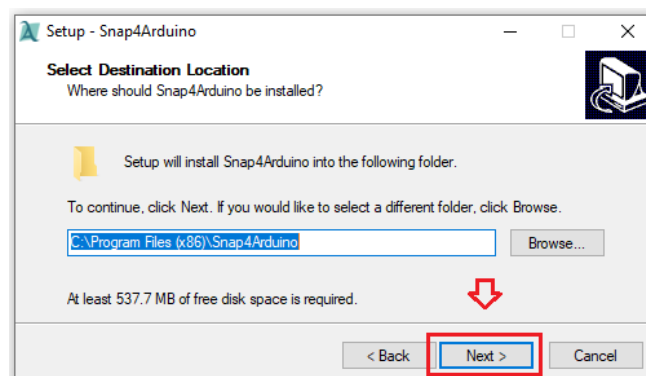 Setup - Snap4Arduino
Select Destination Location
Where should Snap4Arduino be installed?
Setup will install Snap4Arduino into the following folder.
To continue, click Next. If you would like to select a different folder, click Browse.
C:\Program Files (x86)\Snap4Arduino
Browse...
At least 537.7 MB of free disk space is required.
< Back
Next >
Cancel